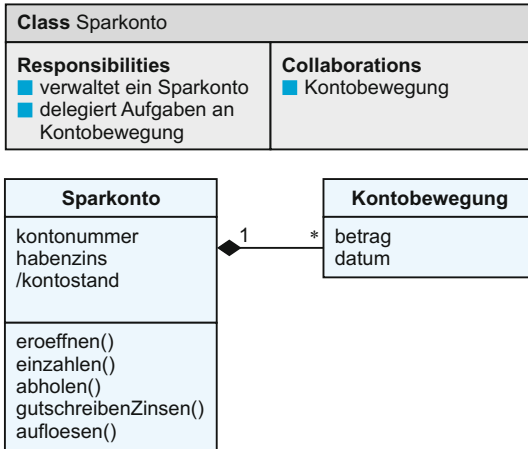 Class Sparkonto
Responsibilities
verwaltet ein Sparkonto
delegiert Aufgaben an
Kontobewegung
Collaborations
Kontobewegung
Sparkonto
kontonummer
habenzins
/kontostand
eroeffnen()
einzahlen()
abholen()
gutschreibenZinsen()
aufloesen()
1
*
Kontobewegung
betrag
datum